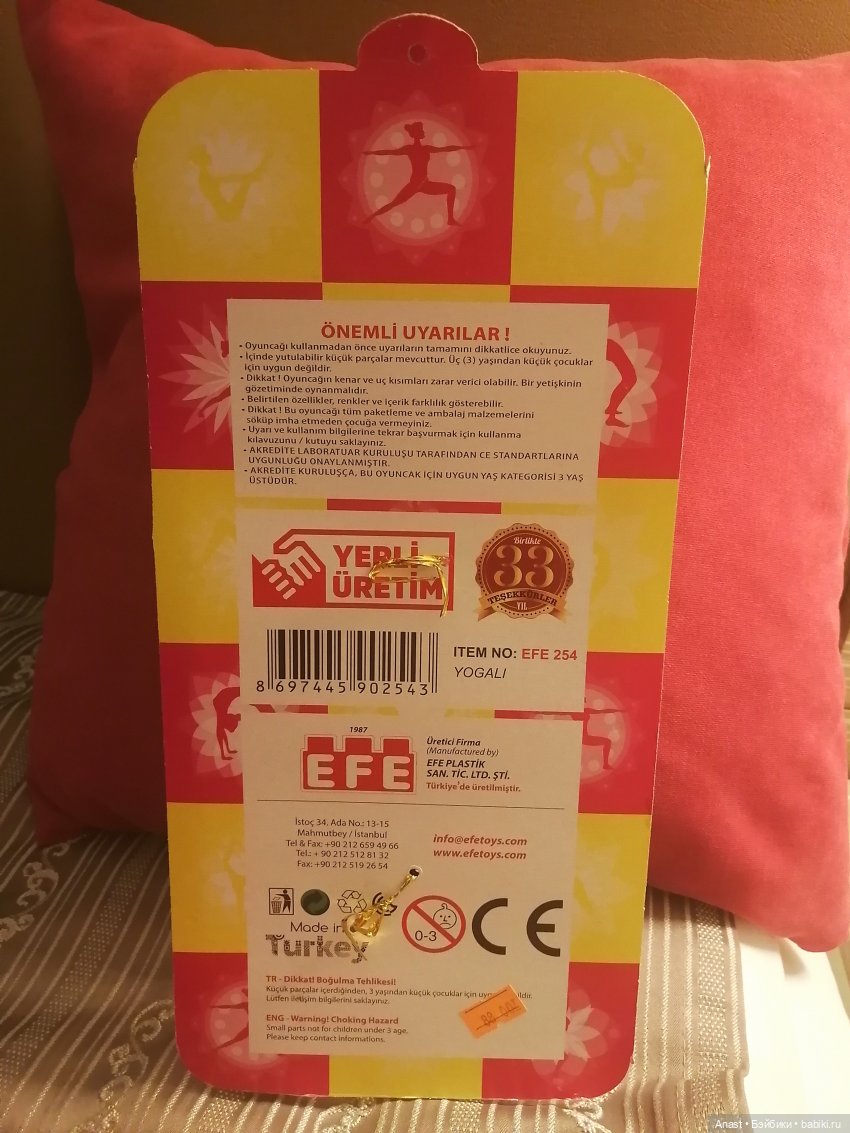 ÖNEMLİ UYARILAR !
• Oyuncağı kullanmadan önce uyarıların tamamını dikkatlice okuyunuz.
• İçinde yutulabilir küçük parçalar mevcuttur. Üç (3) yaşından küçük çocuklar
için uygun değildir.
• Dikkat ! Oyuncağın kenar ve uç kısımları zarar verici olabilir. Bir yetişkinin
gözetiminde oynanmalıdır.
• Belirtilen özellikler, renkler ve içerik farklılık gösterebilir.
• Dikkat ! Bu oyuncağı tüm paketleme ve ambalaj malzemelerini
söküp imha etmeden çocuğa vermeyiniz.
• Uyarı ve kullanım bilgilerine tekrar başvurmak için kullanma
kılavuzunu / kutuyu saklayınız.
• AKREDİTE LABORATUAR KURULUŞU TARAFINDAN CE STANDARTLARINA
UYGUNLUĞU ONAYLANMIŞTIR.
• AKREDİTE KURULUŞCA, BU OYUNCAK İÇİN UYGUN YAŞ KATEGORİSİ 3 YAŞ
ÜSTÜDÜR.
YERLİ
ÜRETİM
Birlikte
33
TEŞEKKÜRLER
YIL
8 697445 902543
ITEM NO: EFE 254
YOGALI
1987
EFE
Üretici Firma
(Manufactured by)
EFE PLASTİK
SAN. TİC. LTD. ŞTİ.
Türkiye'de üretilmiştir.
İstoç 34, Ada No.: 13-15
Mahmutbey / İstanbul
Tel & Fax: +90 212 659 49 66
Tel.: + 90 212 512 81 32
Fax: +90 212 519 26 54
info@efetoys.com
www.efetoys.com
Made in
Turkey
0-3
CE
TR - Dikkat! Boğulma Tehlikesi!
Küçük parçalar içerdiğinden, 3 yaşından küçük çocuklar için
Lütfen iletişim bilgilerini saklayınız.
ENG - Warning! Choking Hazard
Small parts not for children under 3 age.
Please keep contact informations.
Anast • Бэйбики • babiki.ru